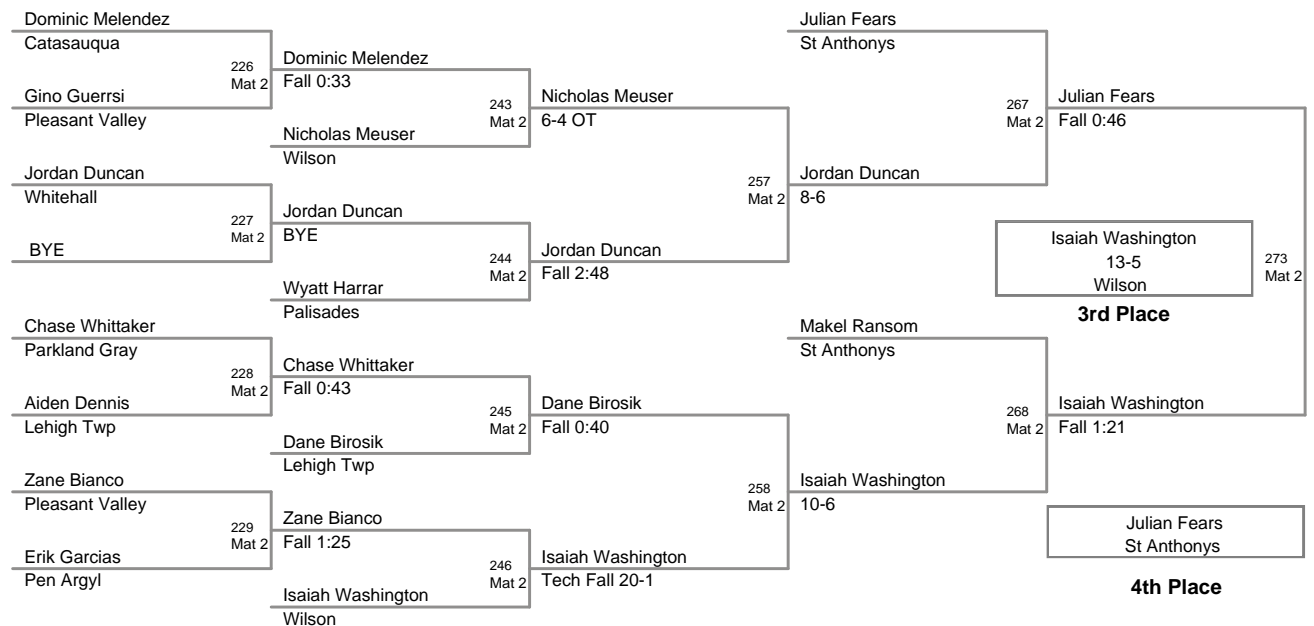 Dominic Melendez
Catasauqua
226
Mat 2
Gino Guerrsi
Pleasant Valley
Jordan Duncan
Whitehall
227
Mat 2
BYE
Chase Whittaker
Parkland Gray
228
Mat 2
Aiden Dennis
Lehigh Twp
Zane Bianco
Pleasant Valley
229
Mat 2
Erik Garcias
Pen Argyl
Dominic Melendez
Fall 0:33
243
Mat 2
Nicholas Meuser
Wilson
Jordan Duncan
BYE
244
Mat 2
Wyatt Harrar
Palisades
Chase Whittaker
Fall 0:43
245
Mat 2
Dane Birosik
Lehigh Twp
Zane Bianco
Fall 1:25
246
Mat 2
Isaiah Washington
Wilson
Nicholas Meuser
6-4 OT
257
Mat 2
Jordan Duncan
Fall 2:48
Dane Birosik
Fall 0:40
258
Mat 2
Isaiah Washington
Tech Fall 20-1
Julian Fears
St Anthonys
267
Mat 2
Jordan Duncan
8-6
Makel Ransom
St Anthonys
268
Mat 2
Isaiah Washington
10-6
Julian Fears
Fall 0:46
273
Mat 2
Isaiah Washington
Fall 1:21
Isaiah Washington
13-5
Wilson
3rd Place
Julian Fears
St Anthonys
4th Place